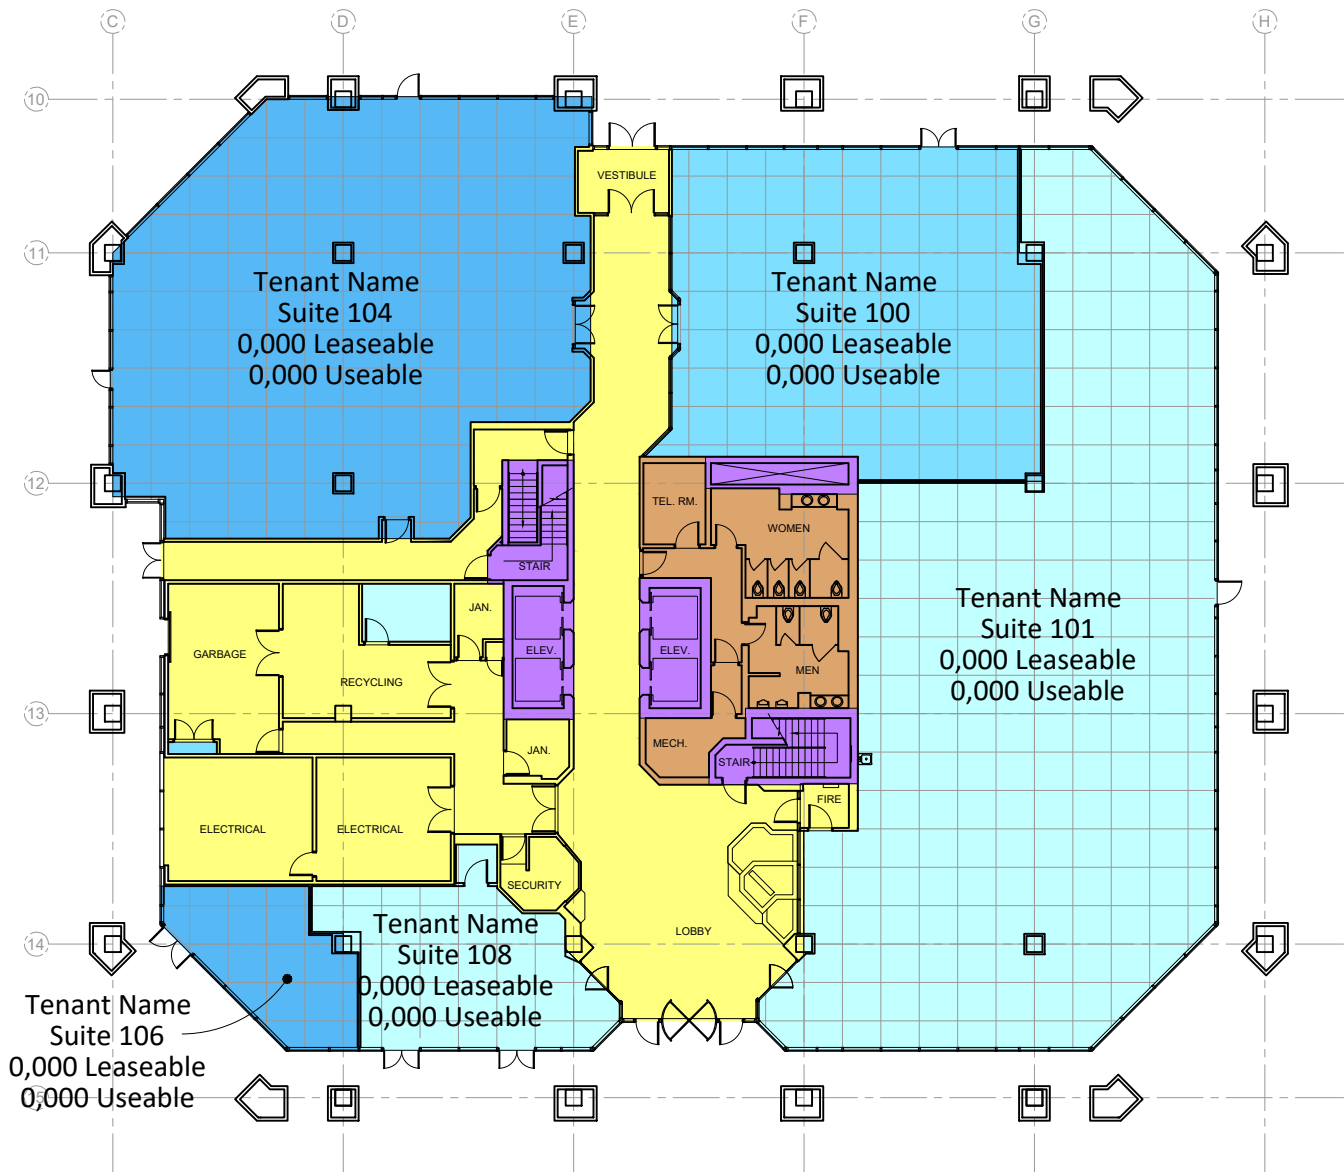 C
D
E
F
G
H
10
VESTIBULE
11
Tenant Name
Suite 104
0,000 Leaseable
0,000 Useable
Tenant Name
Suite 100
0,000 Leaseable
0,000 Useable
12
TEL. RM.
WOMEN
STAIR
JAN.
GARBAGE
RECYCLING
ELEV.
ELEV.
MEN
Tenant Name
Suite 101
0,000 Leaseable
0,000 Useable
13
JAN.
MECH.
STAIR
FIRE
ELECTRICAL
ELECTRICAL
SECURITY
LOBBY
14
Tenant Name
Suite 108
0,000 Leaseable
0,000 Useable
Tenant Name
Suite 106
0,000 Leaseable
0,000 Useable
15